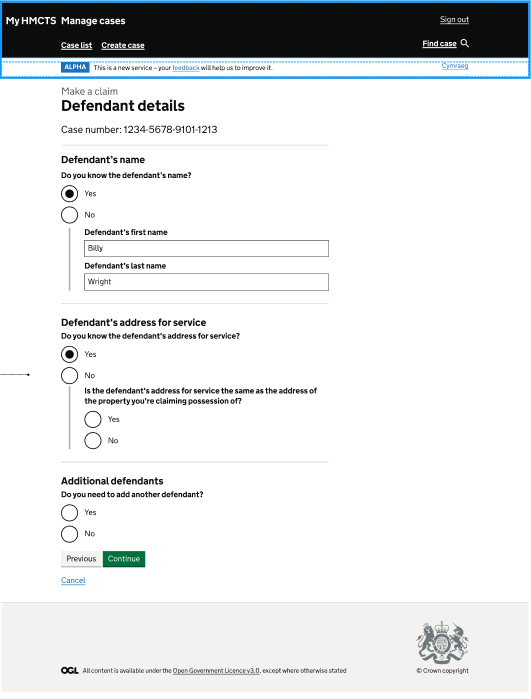 My HMCTS Manage cases
Sign out
Case list Create case
Find case
ALPHA This is a new service – your feedback will help us to improve it.
Cymraeg
Make a claim
Defendant details
Case number: 1234-5678-9101-1213
Defendant's name
Do you know the defendant's name?
Yes
No
Defendant's first name
Billy
Defendant's last name
Wright
Defendant's address for service
Do you know the defendant's address for service?
Yes
No
Is the defendant's address for service the same as the address of
the property you're claiming possession of?
Yes
No
Additional defendants
Do you need to add another defendant?
Yes
No
Previous Continue
Cancel
OGL All content is available under the Open Government Licence v3.0, except where otherwise stated
© Crown copyright